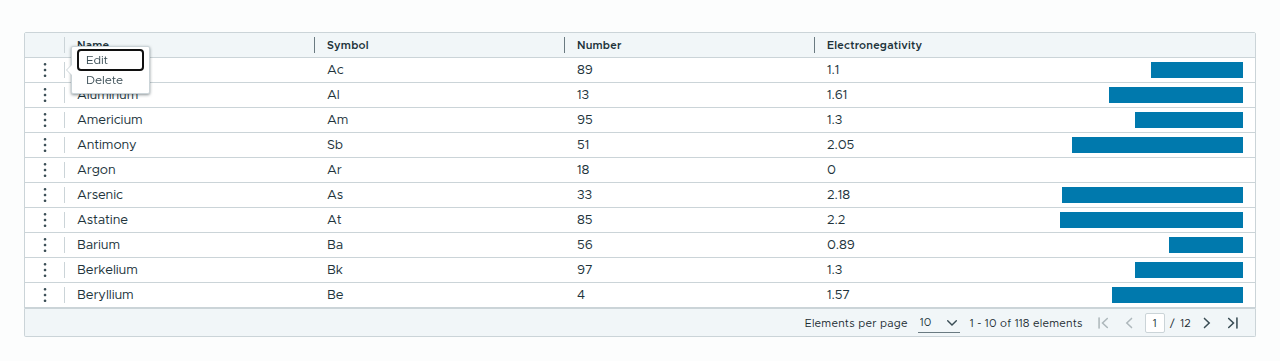 Name Symbol Number Electronegativity
Edit
Ac 89 1.1
Delete
Aluminum Al 13 1.61
Americium Am 95 1.3
Antimony Sb 51 2.05
Argon Ar 18 0
Arsenic As 33 2.18
Astatine At 85 2.2
Barium Ba 56 0.89
Berkelium Bk 97 1.3
Beryllium Be 4 1.57
Elements per page 10 1 - 10 of 118 elements 1 / 12